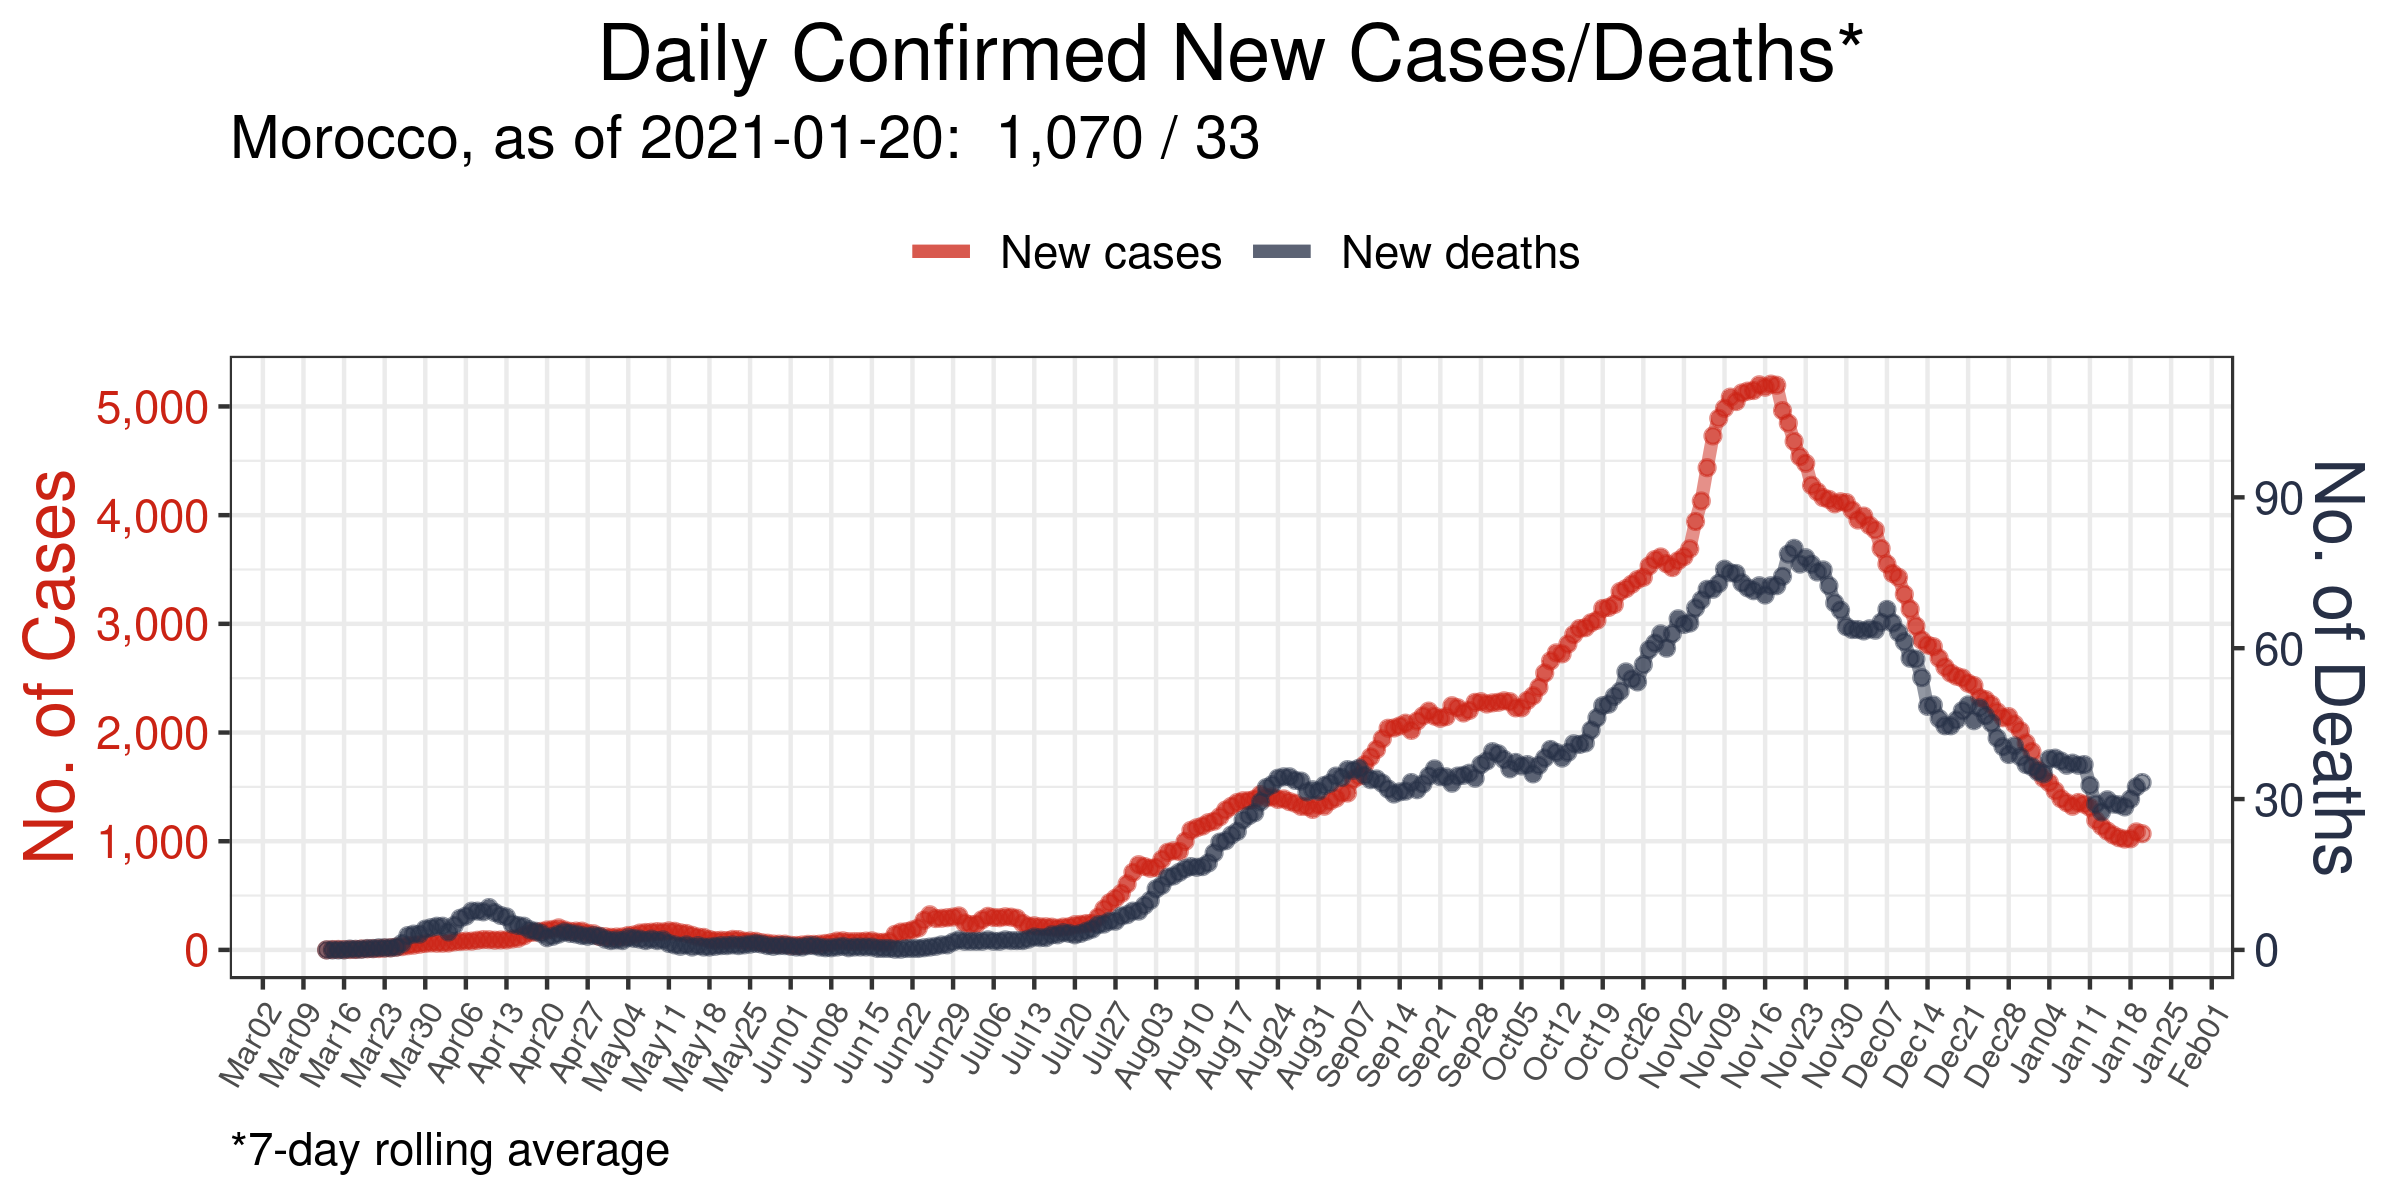 Daily Confirmed New Cases/Deaths*
Morocco, as of 2021-01-20:  1,070 / 33
New cases
New deaths
No. of Cases
5,000
4,000
3,000
2,000
1,000
0
90
60
30
0
No. of Deaths
Mar02
Mar09
Mar16
Mar23
Mar30
Apr06
Apr13
Apr20
Apr27
May04
May11
May18
May25
Jun01
Jun08
Jun15
Jun22
Jun29
Jul06
Jul13
Jul20
Jul27
Aug03
Aug10
Aug17
Aug24
Aug31
Sep07
Sep14
Sep21
Sep28
Oct05
Oct12
Oct19
Oct26
Nov02
Nov09
Nov16
Nov23
Nov30
Dec07
Dec14
Dec21
Dec28
Jan04
Jan11
Jan18
Jan25
Feb01
*7-day rolling average